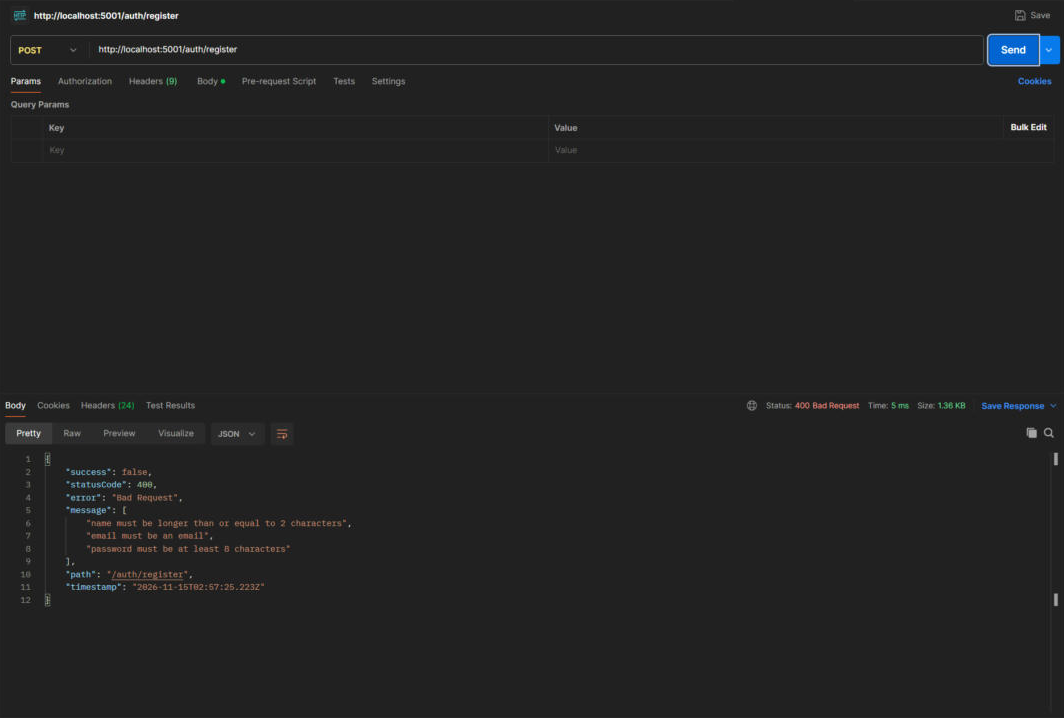 HTTP http://localhost:5001/auth/register Save
POST http://localhost:5001/auth/register Send
Params Authorization Headers (9) Body Pre-request Script Tests Settings Cookies
Query Params
Key Value Bulk Edit
Key Value
Body Cookies Headers (24) Test Results Status: 400 Bad Request Time: 5 ms Size: 1.36 KB Save Response
Pretty Raw Preview Visualize JSON
1 {
2 "success": false,
3 "statusCode": 400,
4 "error": "Bad Request",
5 "message": [
6 "name must be longer than or equal to 2 characters",
7 "email must be an email",
8 "password must be at least 8 characters"
9 ],
10 "path": "/auth/register",
11 "timestamp": "2026-11-15T02:57:25.223Z"
12 }